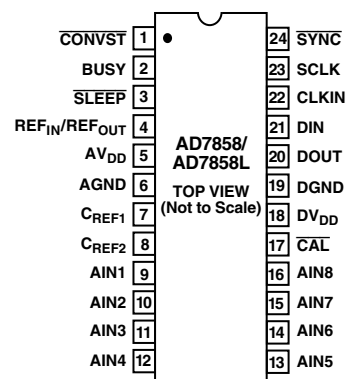 CONVST 1
BUSY 2
SLEEP 3
REFIN/REFOUT 4
AVDD 5
AGND 6
CREF1 7
CREF2 8
AIN1 9
AIN2 10
AIN3 11
AIN4 12
AD7858/
AD7858L
TOP VIEW
(Not to Scale)
24 SYNC
23 SCLK
22 CLKIN
21 DIN
20 DOUT
19 DGND
18 DVDD
17 CAL
16 AIN8
15 AIN7
14 AIN6
13 AIN5